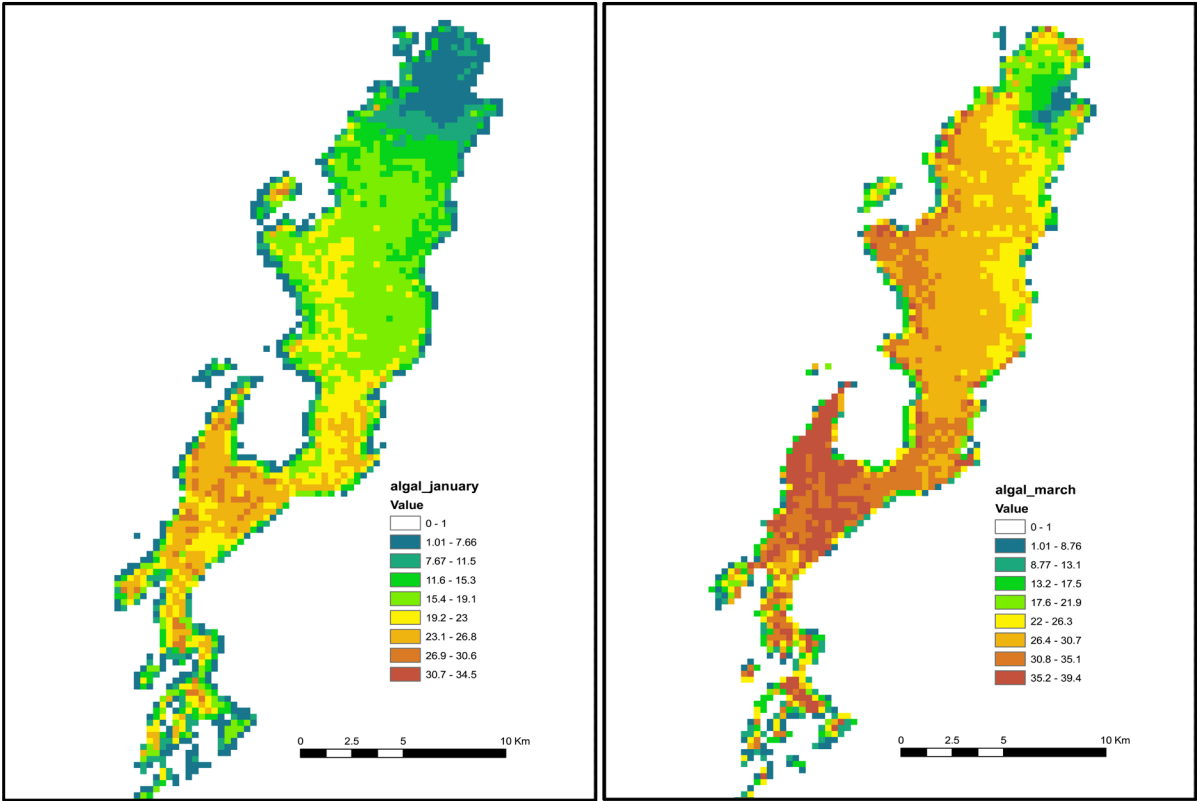 algal_january
Value
0 - 1
1.01 - 7.66
7.67 - 11.5
11.6 - 15.3
15.4 - 19.1
19.2 - 23
23.1 - 26.8
26.9 - 30.6
30.7 - 34.5
0 2.5 5 10 Km
algal_march
Value
0 - 1
1.01 - 8.76
8.77 - 13.1
13.2 - 17.5
17.6 - 21.9
22 - 26.3
26.4 - 30.7
30.8 - 35.1
35.2 - 39.4
0 2.5 5 10 Km